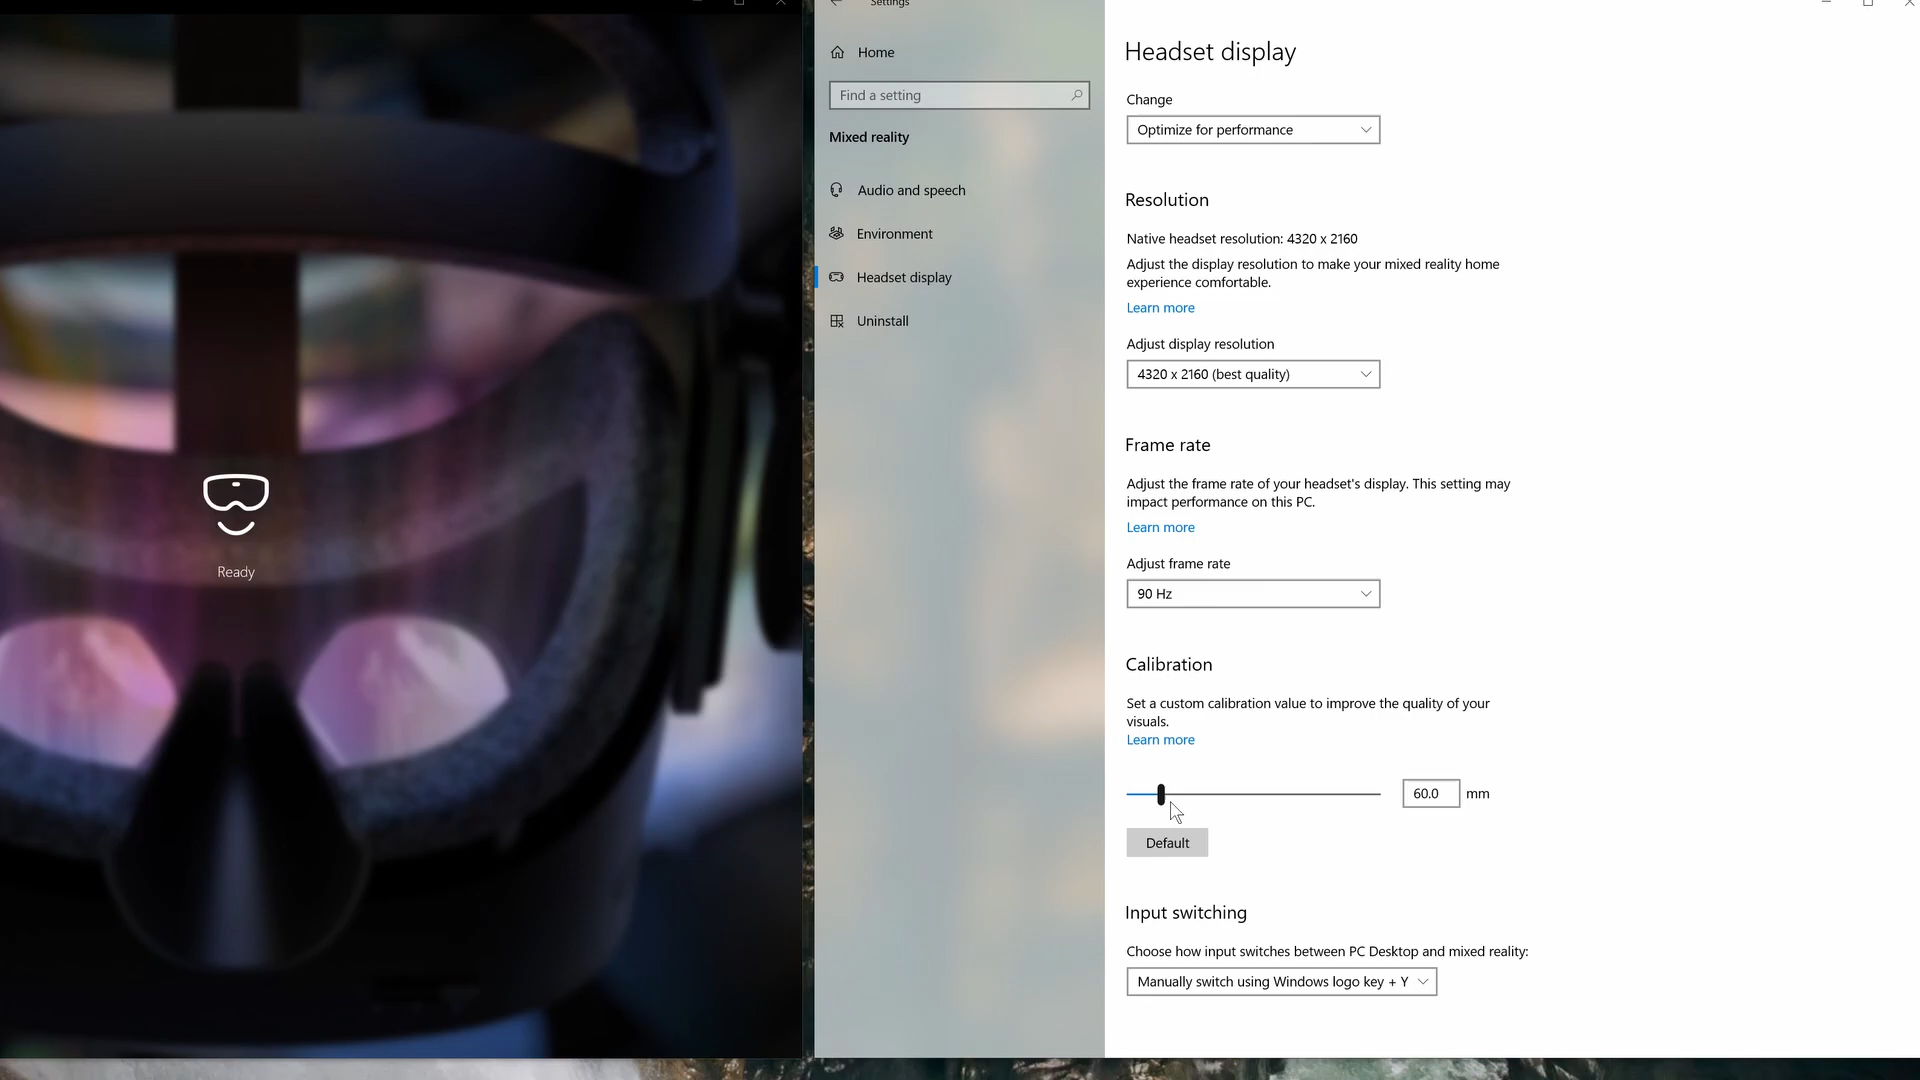 Ready
Settings
Home
Find a setting
Mixed reality
Audio and speech
Environment
Headset display
Uninstall
Headset display
Change
Optimize for performance
Resolution
Native headset resolution: 4320 x 2160
Adjust the display resolution to make your mixed reality home
experience comfortable.
Learn more
Adjust display resolution
4320 x 2160 (best quality)
Frame rate
Adjust the frame rate of your headset's display. This setting may
impact performance on this PC.
Learn more
Adjust frame rate
90 Hz
Calibration
Set a custom calibration value to improve the quality of your
visuals.
Learn more
60.0 mm
Default
Input switching
Choose how input switches between PC Desktop and mixed reality:
Manually switch using Windows logo key + Y